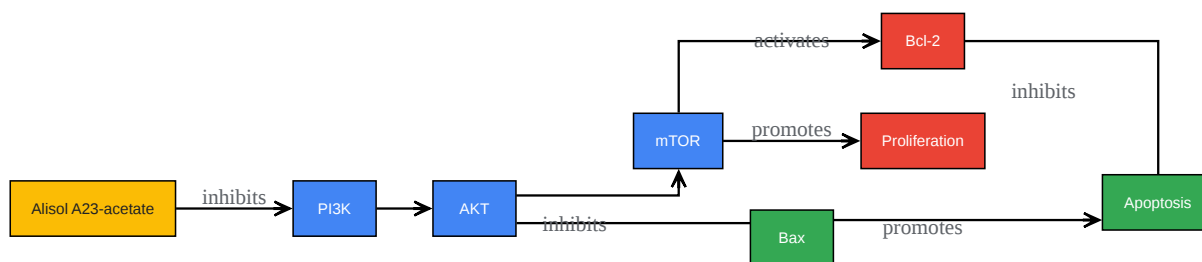 activates
Bcl-2
inhibits
mTOR
promotes
Proliferation
Alisol A23-acetate
inhibits
PI3K
AKT
inhibits
Bax
promotes
Apoptosis